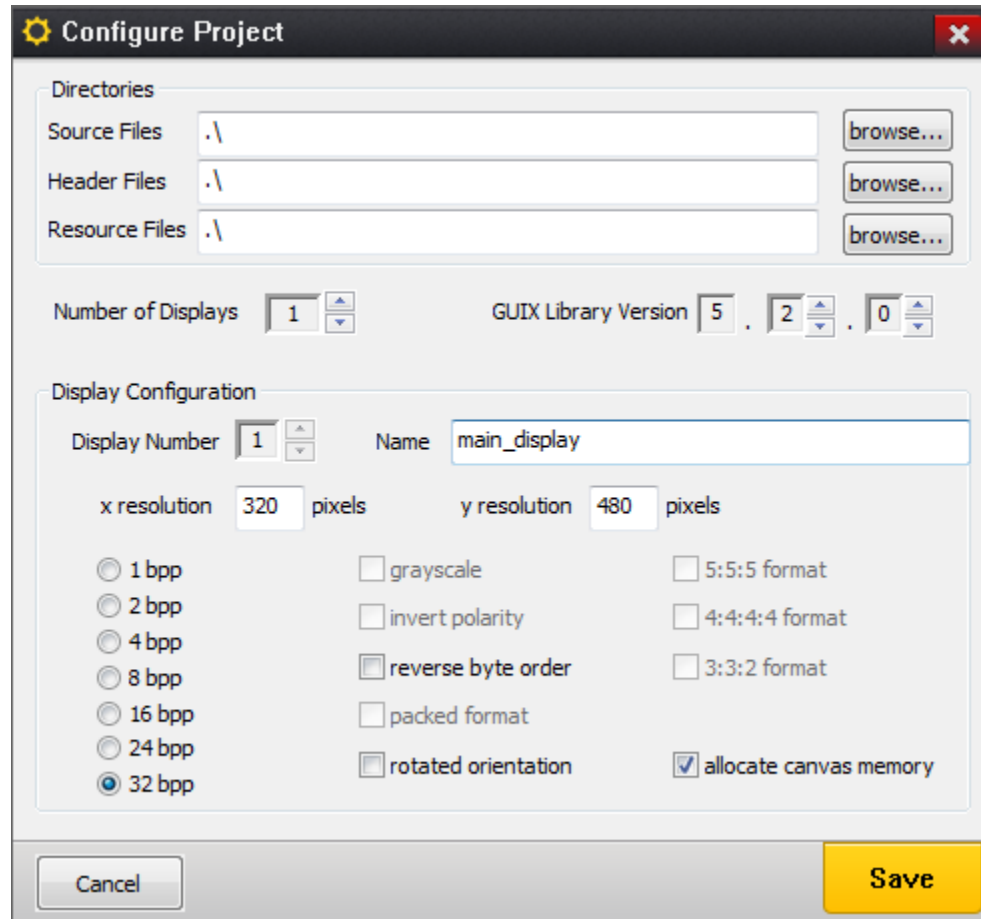 Configure Project
Directories
Source Files .\ browse...
Header Files .\ browse...
Resource Files .\ browse...
Number of Displays 1 GUIX Library Version 5 . 2 . 0
Display Configuration
Display Number 1 Name main_display
x resolution 320 pixels y resolution 480 pixels
1 bpp grayscale 5:5:5 format
2 bpp invert polarity 4:4:4:4 format
4 bpp
8 bpp reverse byte order 3:3:2 format
16 bpp packed format
24 bpp rotated orientation allocate canvas memory
32 bpp
Cancel Save